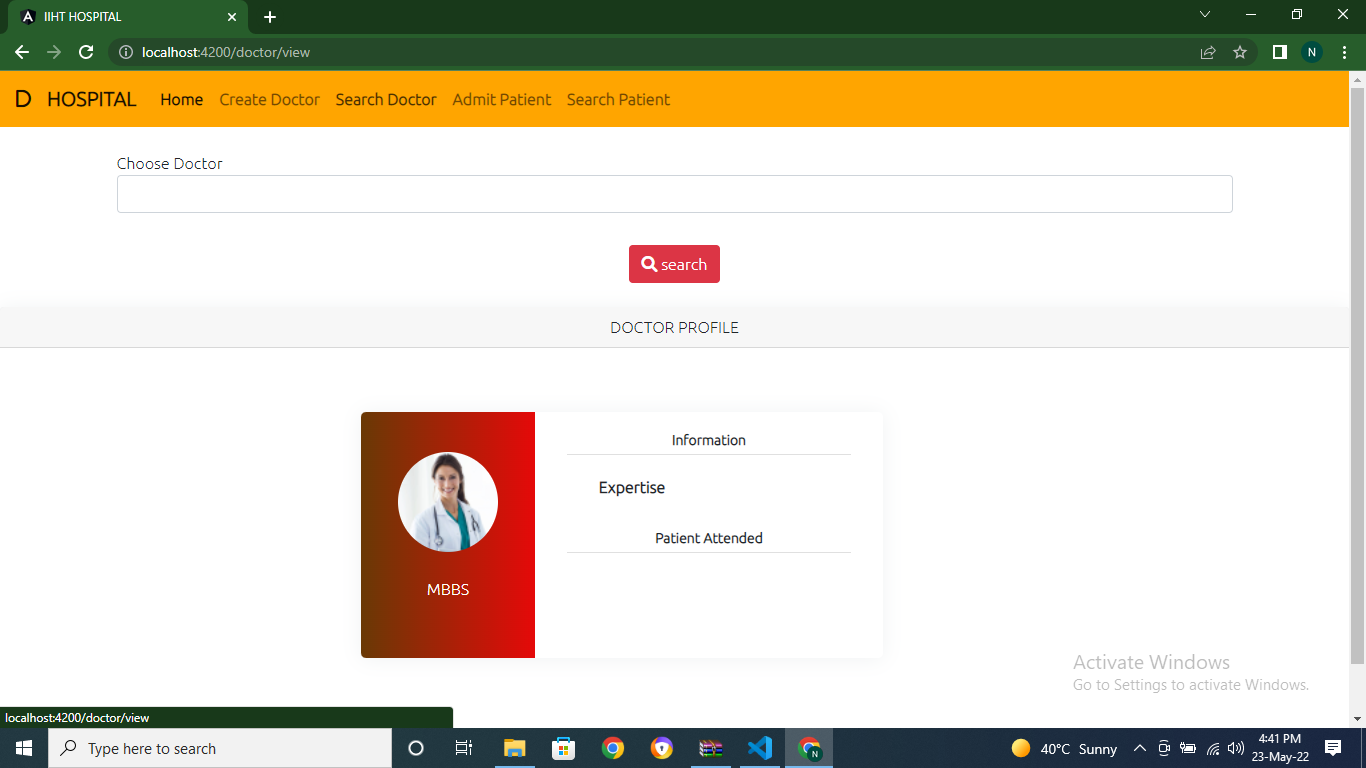 IIHT HOSPITAL
localhost:4200/doctor/view
N
D HOSPITAL Home Create Doctor Search Doctor Admit Patient Search Patient
Choose Doctor
search
DOCTOR PROFILE
Information
Expertise
Patient Attended
MBBS
Activate Windows
Go to Settings to activate Windows.
localhost:4200/doctor/view
Type here to search
N
40°C Sunny
4:41 PM
23-May-22